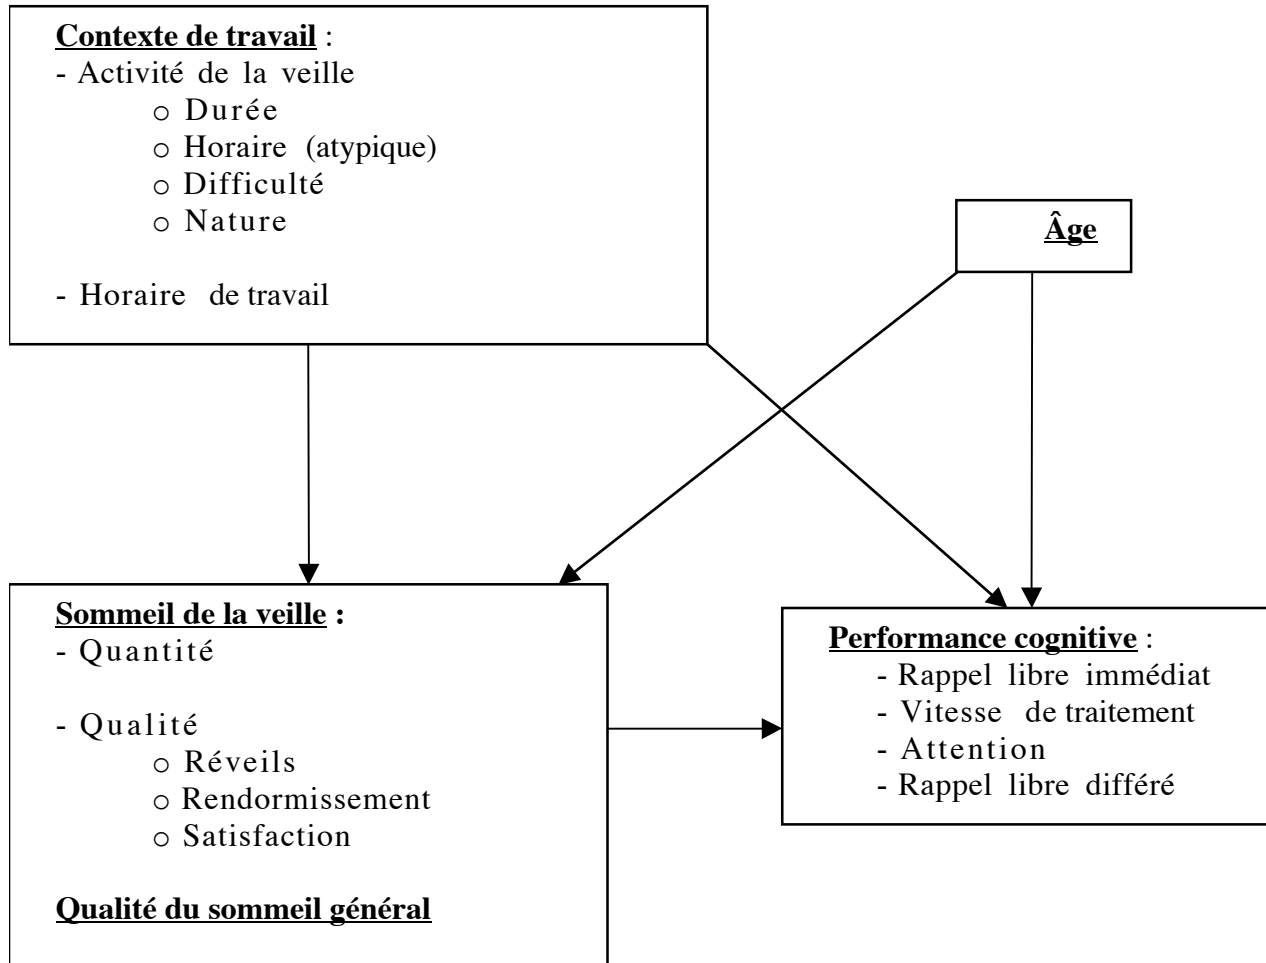 Contexte de travail :
- Activité de la veille
o Durée
o Horaire (atypique)
o Difficulté
o Nature
- Horaire de travail
Âge
Sommeil de la veille :
- Quantité
- Qualité
o Réveils
o Rendormissement
o Satisfaction
Qualité du sommeil général
Performance cognitive :
- Rappel libre immédiat
- Vitesse de traitement
- Attention
- Rappel libre différé